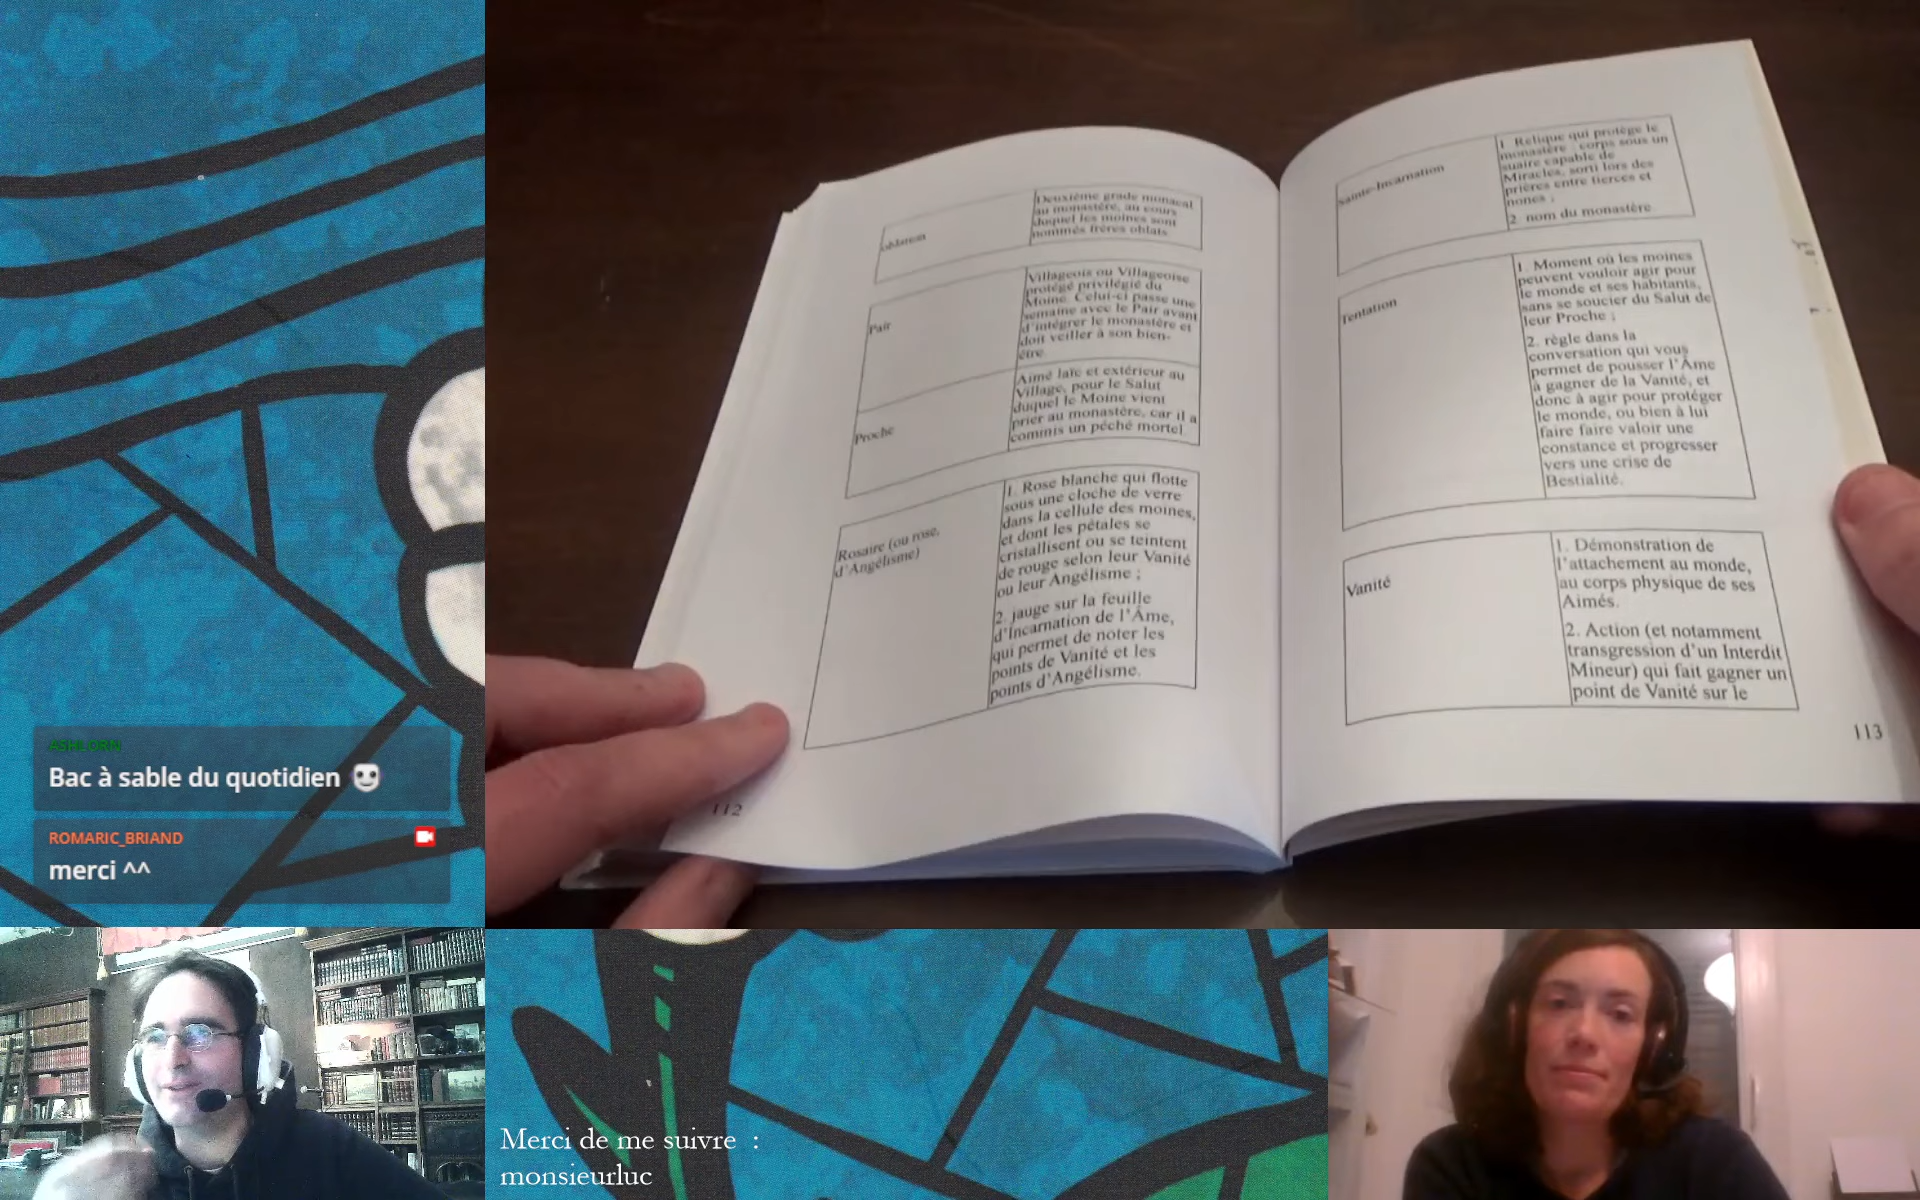 oblature
Deuxième grade monacal
au monastère, au cours
duquel les moines sont
nommés frères oblats.
Pair
Villageois ou Villageoise
protégé privilégié du
Moine. Celui-ci passe une
semaine avec le Pair avant
d'intégrer le monastère et
doit veiller à son bien-
être.
Proche
Aimé laïc et extérieur au
Village, pour le Salut
duquel le Moine vient
prier au monastère, car il a
commis un péché mortel.
Rosaire (ou rose,
d'Angélisme)
1. Rose blanche qui flotte
sous une cloche de verre
dans la cellule des moines,
et dont les pétales se
cristallisent ou se teintent
de rouge selon leur Vanité
ou leur Angélisme ;
2. jauge sur la feuille
d'Incarnation de l'Âme,
qui permet de noter les
points de Vanité et les
points d'Angélisme.
112
Sainte-Incarnation
1. Relique qui protège le
monastère : corps sous un
suaire capable de
Miracles, sorti lors des
prières entre tierces et
nones ;
2. nom du monastère.
Tentation
1. Moment où les moines
peuvent vouloir agir pour
le monde et ses habitants,
sans se soucier du Salut de
leur Proche ;
2. règle dans la
conversation qui vous
permet de pousser l'Âme
à gagner de la Vanité, et
donc à agir pour protéger
le monde, ou bien à lui
faire faire valoir une
constance et progresser
vers une crise de
Bestialité.
Vanité
1. Démonstration de
l'attachement au monde,
au corps physique de ses
Aimés.
2. Action (et notamment
transgression d'un Interdit
Mineur) qui fait gagner un
point de Vanité sur le
113
ASHLORN
Bac à sable du quotidien
ROMARIC_BRIAND
merci ^^
Merci de me suivre :
monsieurluc